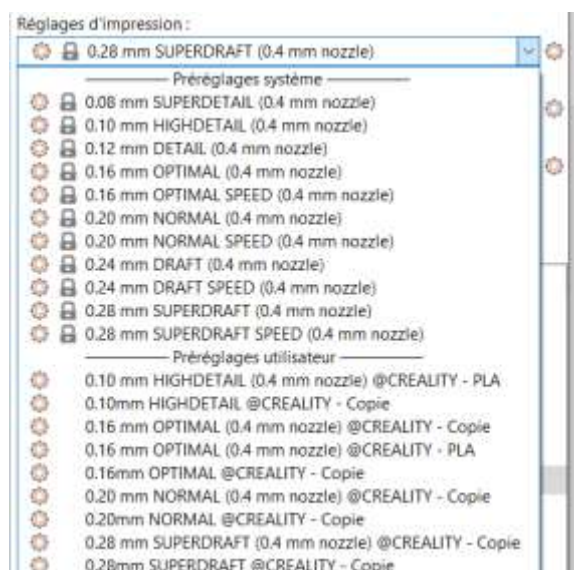 Réglages d'impression :
0.28 mm SUPERDRAFT (0.4 mm nozzle)
Préréglages système
0.08 mm SUPERDETAIL (0.4 mm nozzle)
0.10 mm HIGHDETAIL (0.4 mm nozzle)
0.12 mm DETAIL (0.4 mm nozzle)
0.16 mm OPTIMAL (0.4 mm nozzle)
0.16 mm OPTIMAL SPEED (0.4 mm nozzle)
0.20 mm NORMAL (0.4 mm nozzle)
0.20 mm NORMAL SPEED (0.4 mm nozzle)
0.24 mm DRAFT (0.4 mm nozzle)
0.24 mm DRAFT SPEED (0.4 mm nozzle)
0.28 mm SUPERDRAFT (0.4 mm nozzle)
0.28 mm SUPERDRAFT SPEED (0.4 mm nozzle)
Préréglages utilisateur
0.10 mm HIGHDETAIL (0.4 mm nozzle) @CREALITY - PLA
0.10mm HIGHDETAIL @CREALITY - Copie
0.16 mm OPTIMAL (0.4 mm nozzle) @CREALITY - Copie
0.16 mm OPTIMAL (0.4 mm nozzle) @CREALITY - PLA
0.16mm OPTIMAL @CREALITY - Copie
0.20 mm NORMAL (0.4 mm nozzle) @CREALITY - Copie
0.20mm NORMAL @CREALITY - Copie
0.28 mm SUPERDRAFT (0.4 mm nozzle) @CREALITY - Copie
0.28mm SUPERDRAFT @CREALITY - Copie